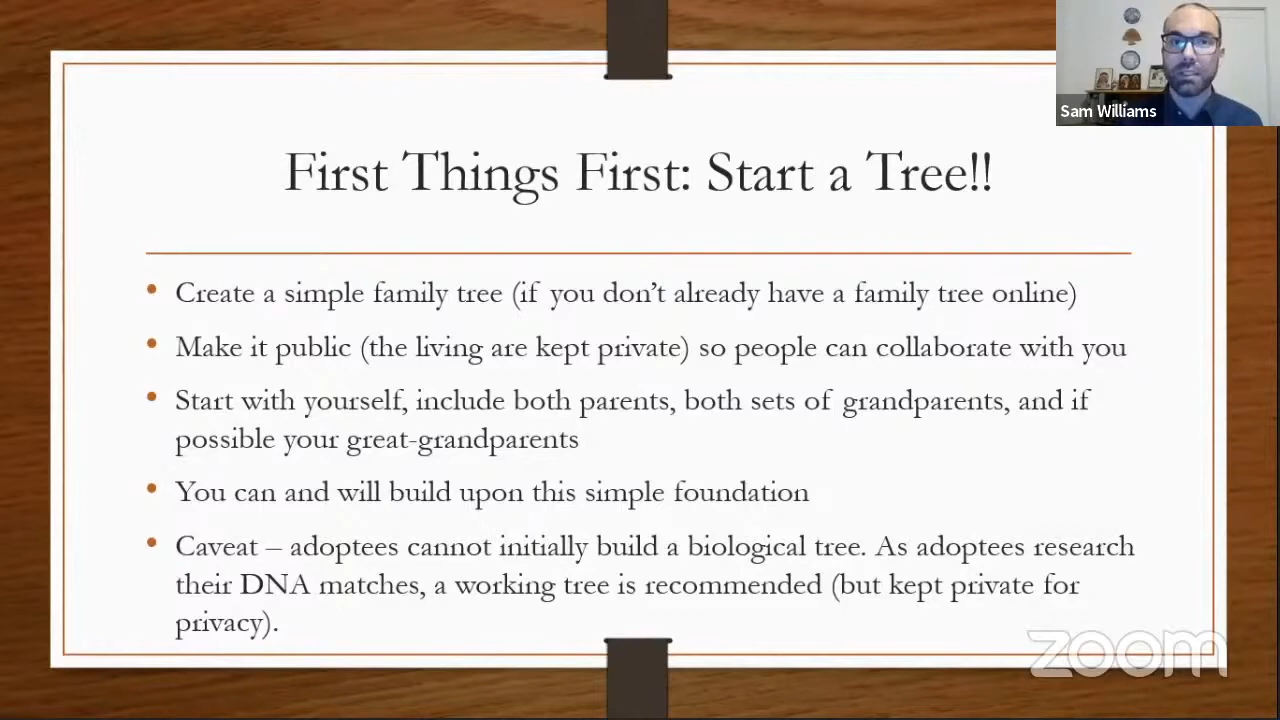 Sam Williams
First Things First: Start a Tree!!
• Create a simple family tree (if you don’t already have a family tree online)
• Make it public (the living are kept private) so people can collaborate with you
• Start with yourself, include both parents, both sets of grandparents, and if
possible your great-grandparents
• You can and will build upon this simple foundation
• Caveat – adoptees cannot initially build a biological tree. As adoptees research
their DNA matches, a working tree is recommended (but kept private for
privacy).
zoom